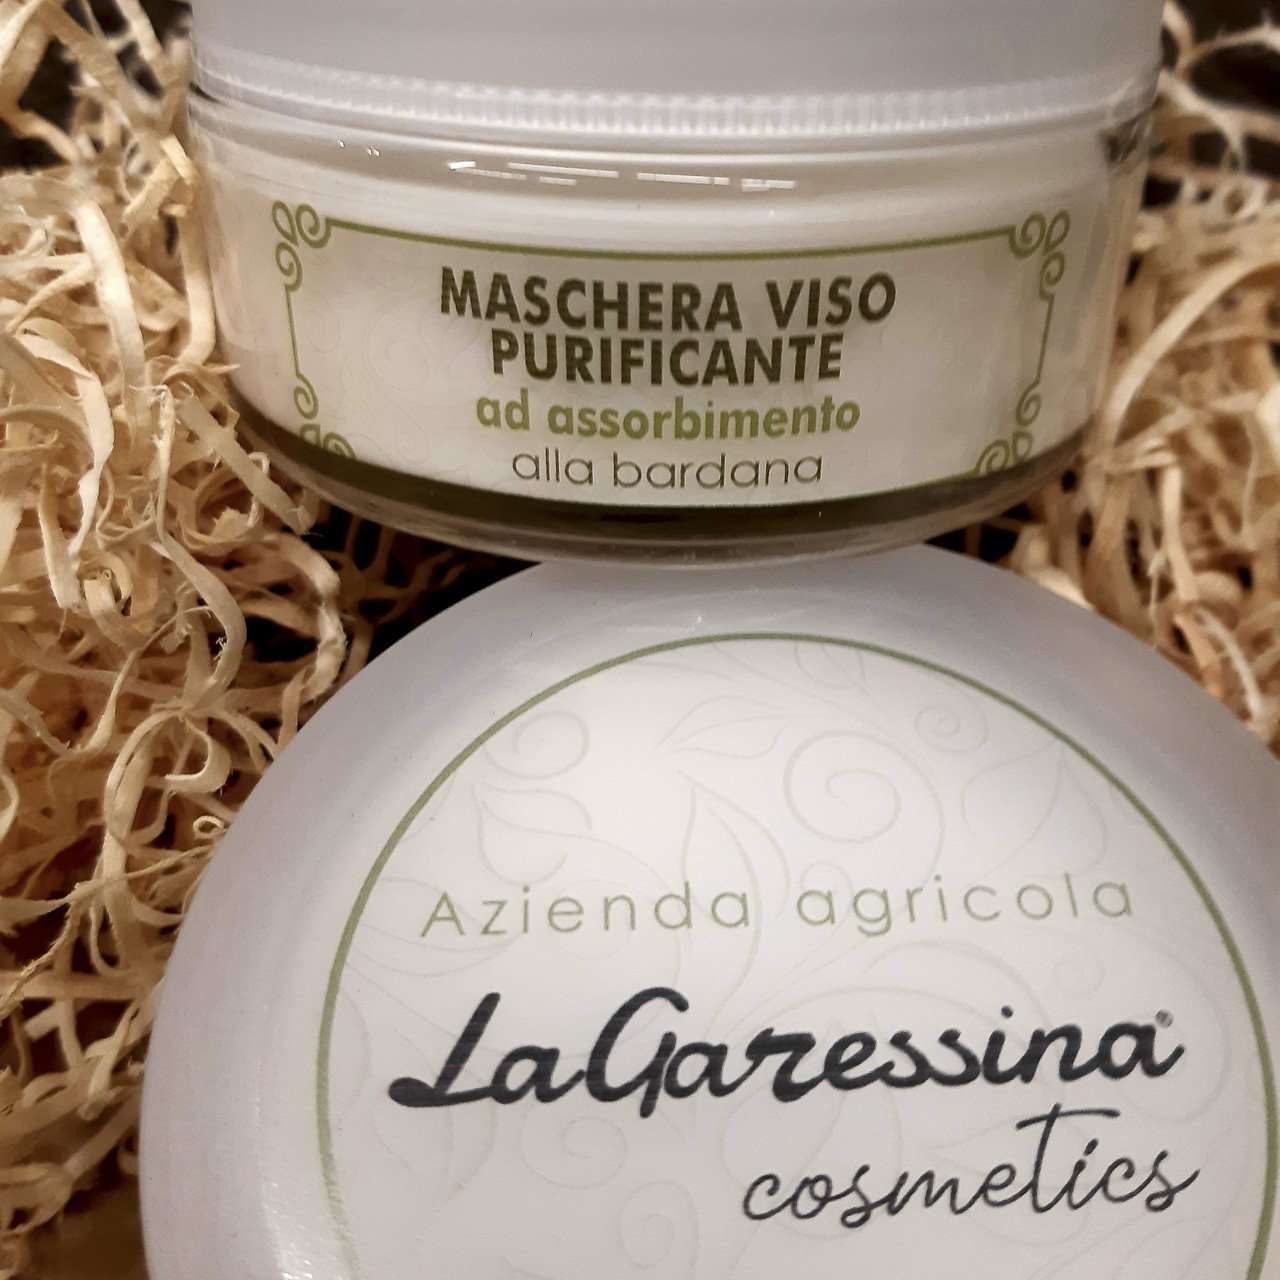 MASCHERA VISO
PURIFICANTE
ad assorbimento
alla bardana
Azienda agricola
LaGaressina®
cosmetics